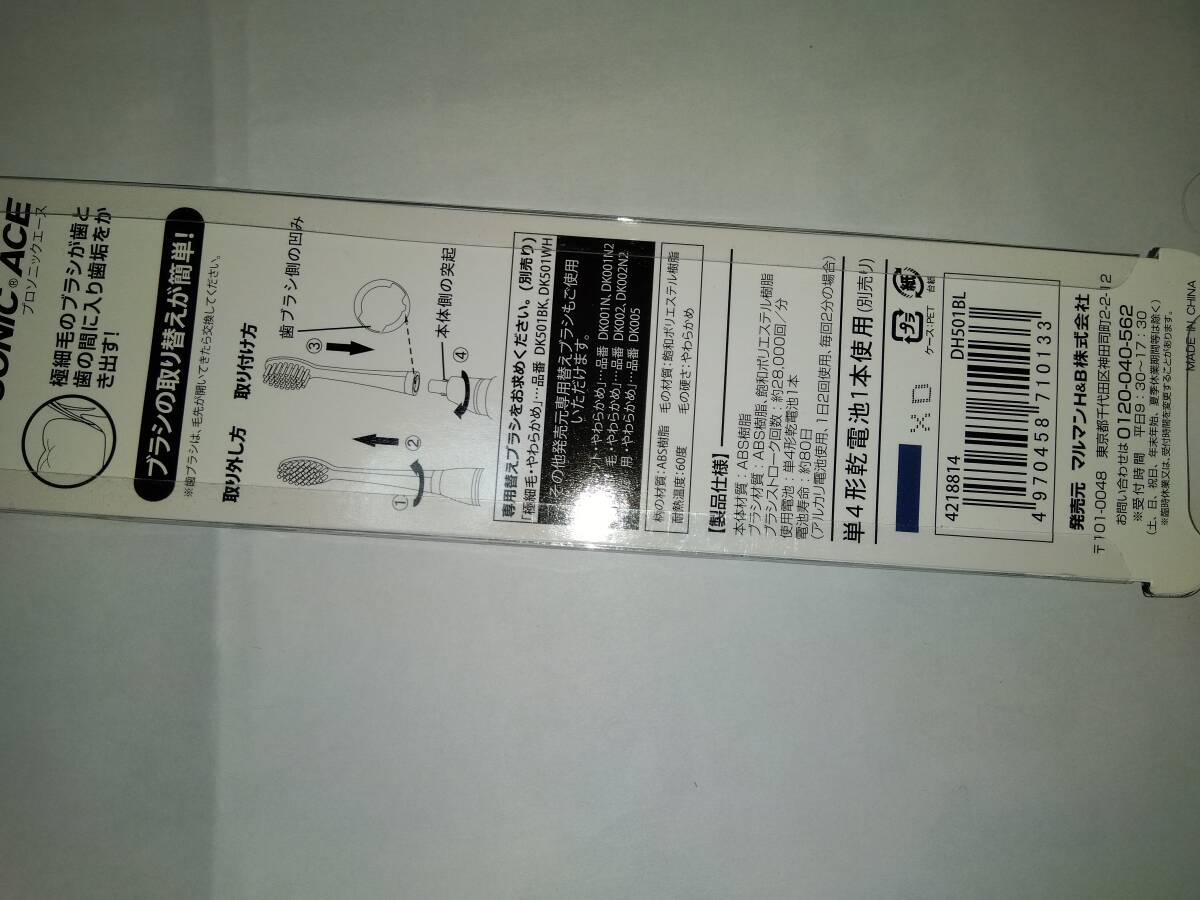 SONIC® ACE
プロソニックエース
極細毛のブラシが歯と
歯の間に入り歯垢をか
き出す!
ブラシの取り替えが簡単!
※歯ブラシは、毛先が開いてきたら交換してください。
取り外し方
取り付け方
①
②
③
④
歯ブラシ側の凹み
本体側の突起
専用替えブラシをお求めください。(別売り)
「極細毛・やわらかめ」…品番 DK501BK, DK501WH
その他発売元専用替えブラシもご使用
いただけます。
ット・やわらかめ」…品番 DK001N, DK001N2
毛・やわらかめ」…品番 DK002, DK002N2
用・やわらかめ」…品番 DK005
柄の材質:ABS樹脂 毛の材質:飽和ポリエステル樹脂
耐熱温度:60度 毛の硬さ:やわらかめ
【製品仕様】
本体材質:ABS樹脂
ブラシ材質:ABS樹脂、飽和ポリエステル樹脂
ブラシストローク回数:約28,000回/分
使用電池:単4形乾電池1本
電池寿命:約80日
(アルカリ電池使用、1日2回使用、毎回2分の場合)
単4形乾電池1本使用(別売り)
プラ
ケース:PET
紙
台紙
XD
4218814 DH501BL
4 970458 710133
発売元 マルマンH&B株式会社
〒101-0048 東京都千代田区神田司町2-2-12
お問い合わせは 0120-040-562
※受付時間 平日9:30~17:30
(土、日、祝日、年末年始、夏季休業期間等は除く)
※臨時休業又は、受付時間を変更することがあります。
MADE IN CHINA